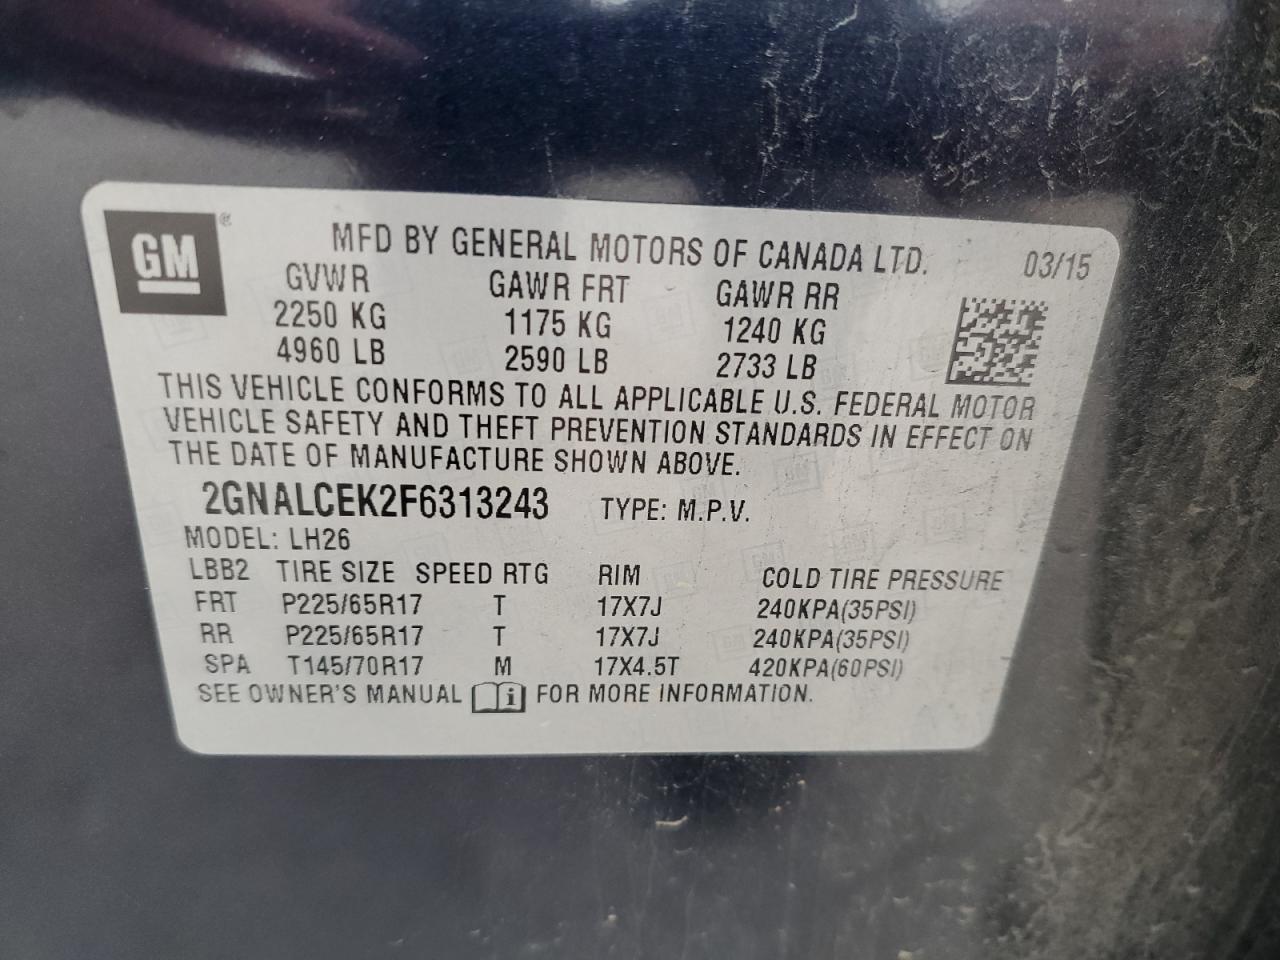 GM ®
MFD BY GENERAL MOTORS OF CANADA LTD. 03/15
GVWR GAWR FRT GAWR RR
2250 KG 1175 KG 1240 KG
4960 LB 2590 LB 2733 LB
THIS VEHICLE CONFORMS TO ALL APPLICABLE U.S. FEDERAL MOTOR
VEHICLE SAFETY AND THEFT PREVENTION STANDARDS IN EFFECT ON
THE DATE OF MANUFACTURE SHOWN ABOVE.
2GNALCEK2F6313243 TYPE: M.P.V.
MODEL: LH26
LBB2 TIRE SIZE SPEED RTG RIM COLD TIRE PRESSURE
FRT P225/65R17 T 17X7J 240KPA(35PSI)
RR P225/65R17 T 17X7J 240KPA(35PSI)
SPA T145/70R17 M 17X4.5T 420KPA(60PSI)
SEE OWNER'S MANUAL i FOR MORE INFORMATION.